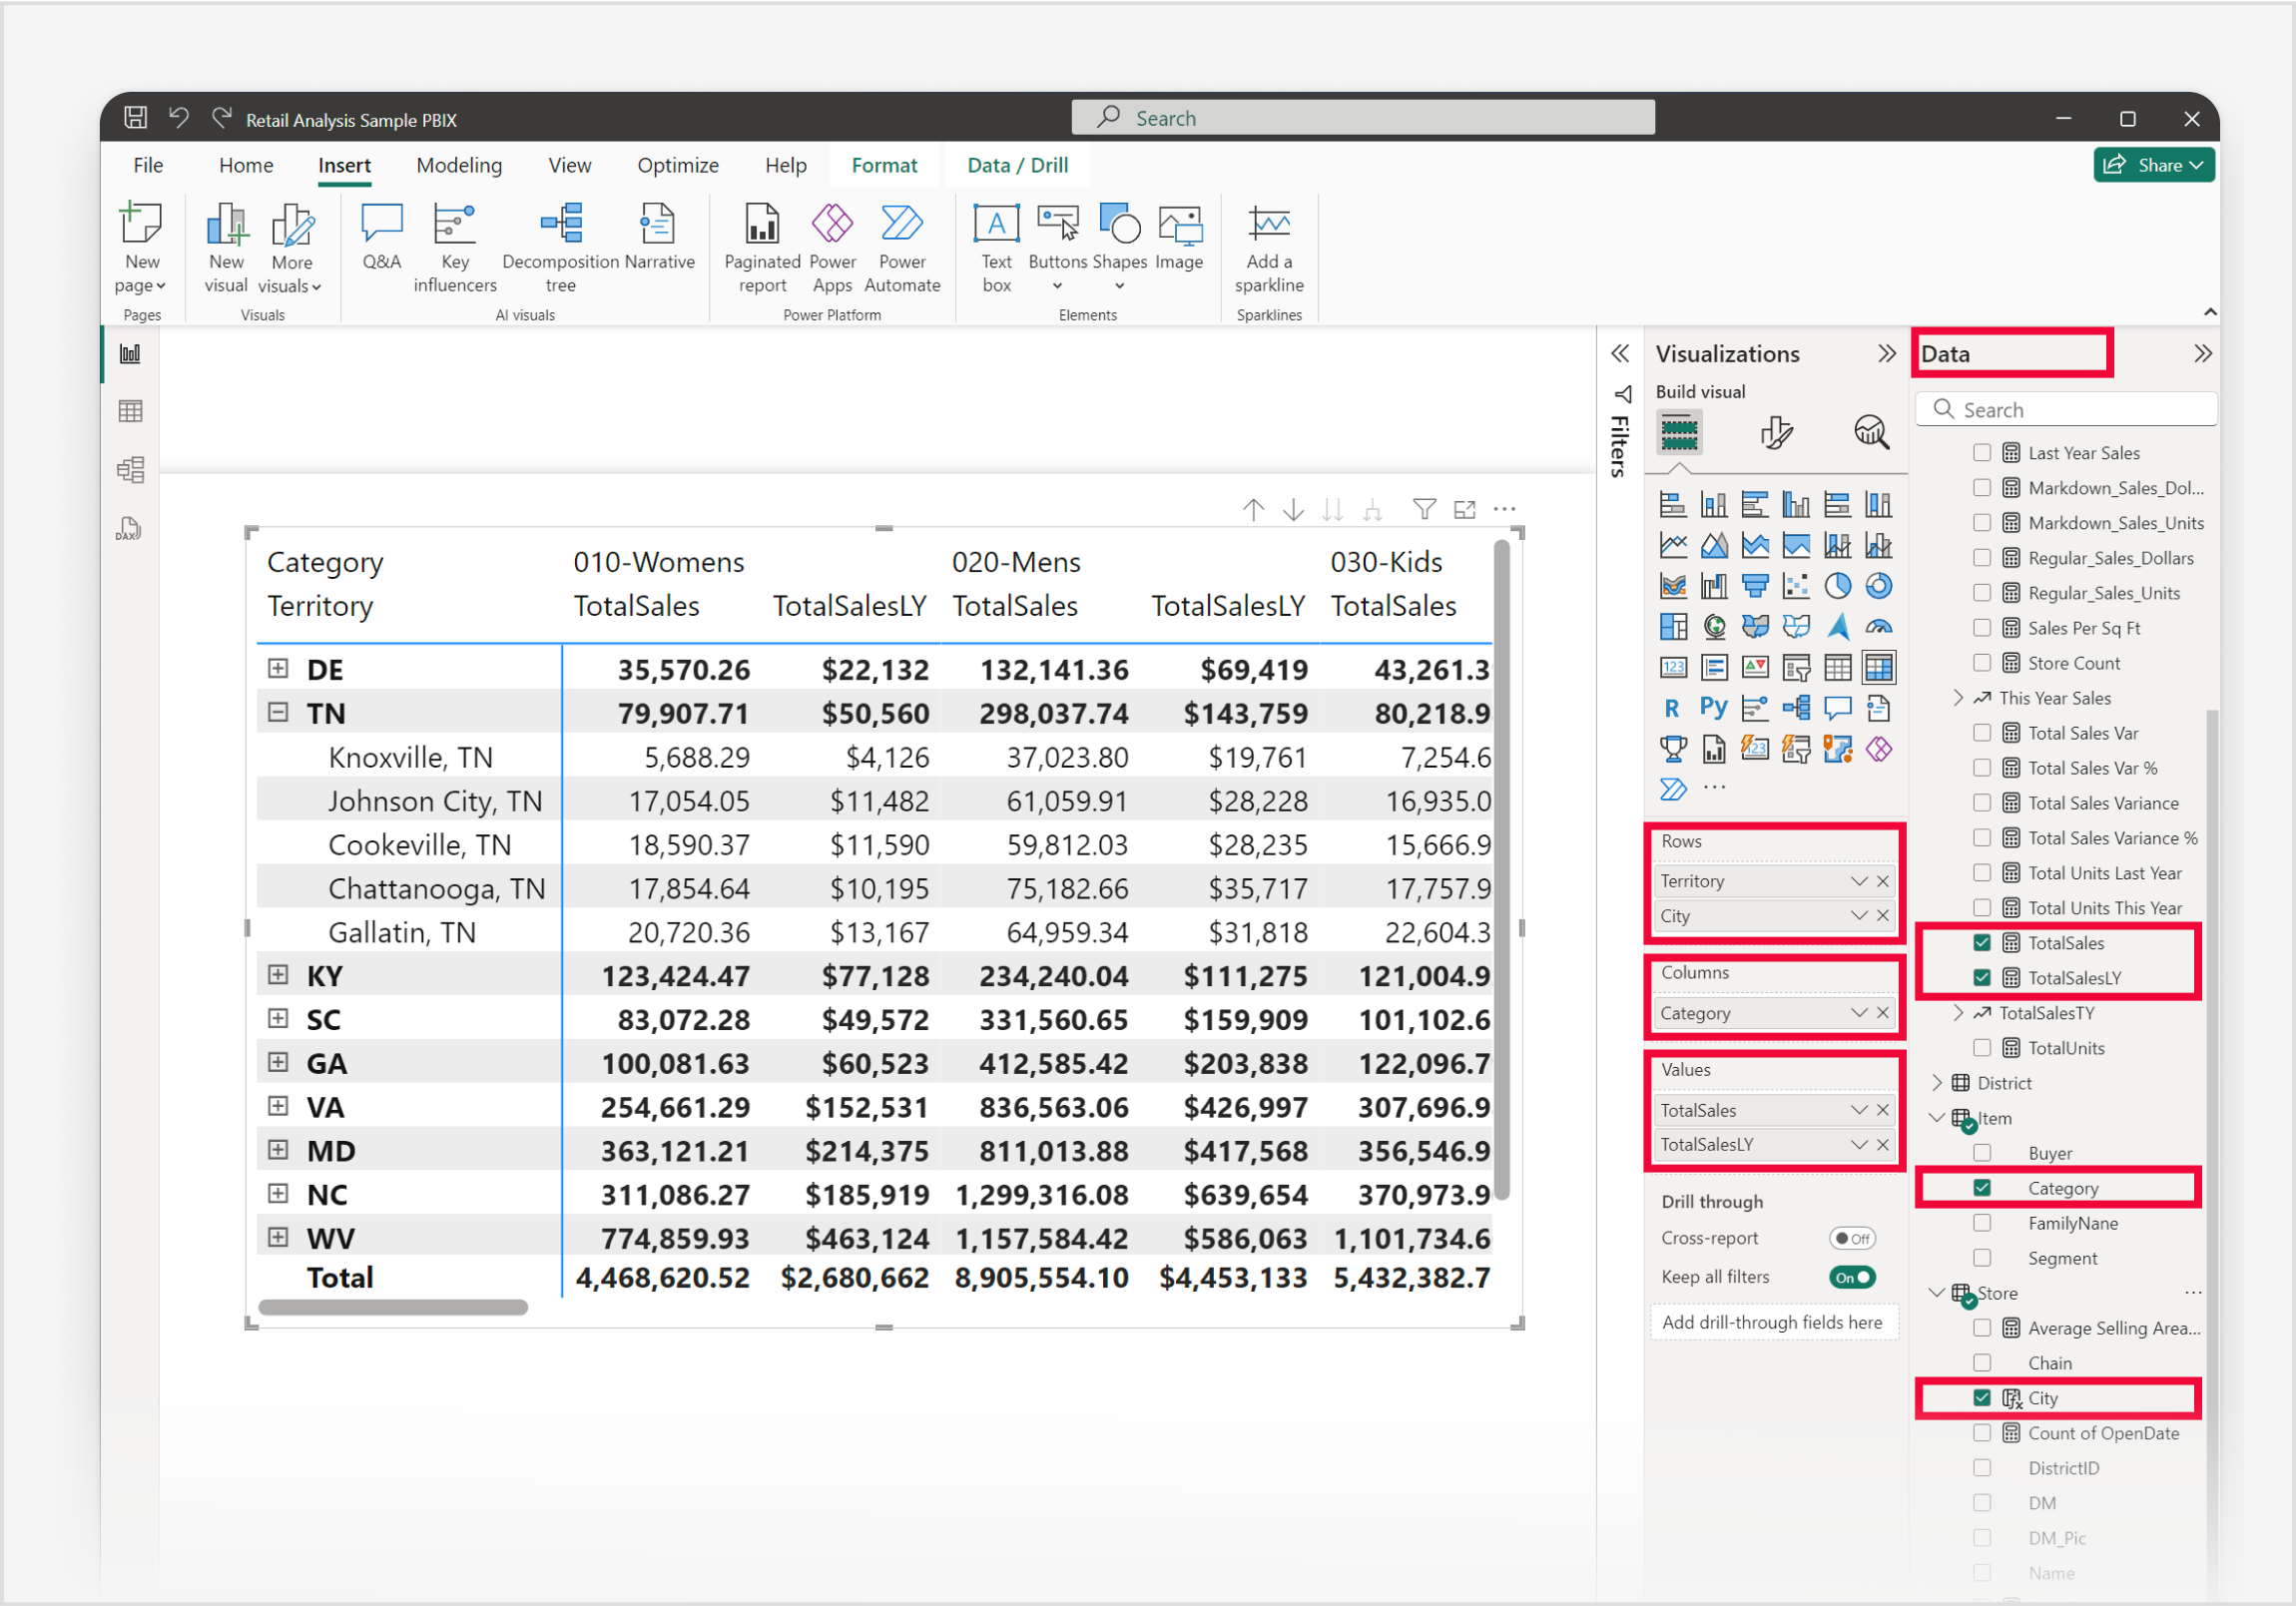 Retail Analysis Sample PBIX
Search
File Home Insert Modeling View Optimize Help Format Data / Drill
Share
New page
New visual
More visuals
Q&A
Key influencers
Decomposition tree
Narrative
Paginated report
Power Apps
Power Automate
Text box
Buttons
Shapes
Image
Add a sparkline
Pages Visuals AI visuals Power Platform Elements Sparklines
DAX
Category 010-Womens 020-Mens 030-Kids
Territory TotalSales TotalSalesLY TotalSales TotalSalesLY TotalSales
DE 35,570.26 $22,132 132,141.36 $69,419 43,261.3
TN 79,907.71 $50,560 298,037.74 $143,759 80,218.9
Knoxville, TN 5,688.29 $4,126 37,023.80 $19,761 7,254.6
Johnson City, TN 17,054.05 $11,482 61,059.91 $28,228 16,935.0
Cookeville, TN 18,590.37 $11,590 59,812.03 $28,235 15,666.9
Chattanooga, TN 17,854.64 $10,195 75,182.66 $35,717 17,757.9
Gallatin, TN 20,720.36 $13,167 64,959.34 $31,818 22,604.3
KY 123,424.47 $77,128 234,240.04 $111,275 121,004.9
SC 83,072.28 $49,572 331,560.65 $159,909 101,102.6
GA 100,081.63 $60,523 412,585.42 $203,838 122,096.7
VA 254,661.29 $152,531 836,563.06 $426,997 307,696.9
MD 363,121.21 $214,375 811,013.88 $417,568 356,546.9
NC 311,086.27 $185,919 1,299,316.08 $639,654 370,973.9
WV 774,859.93 $463,124 1,157,584.42 $586,063 1,101,734.6
Total 4,468,620.52 $2,680,662 8,905,554.10 $4,453,133 5,432,382.7
Filters
Visualizations
Build visual
123
R Py
123
Rows
Territory
City
Columns
Category
Values
TotalSales
TotalSalesLY
Drill through
Cross-report Off
Keep all filters On
Add drill-through fields here
Data
Search
Last Year Sales
Markdown_Sales_Dol...
Markdown_Sales_Units
Regular_Sales_Dollars
Regular_Sales_Units
Sales Per Sq Ft
Store Count
This Year Sales
Total Sales Var
Total Sales Var %
Total Sales Variance
Total Sales Variance %
Total Units Last Year
Total Units This Year
TotalSales
TotalSalesLY
TotalSalesTY
TotalUnits
District
Item
Buyer
Category
FamilyNane
Segment
Store
Average Selling Area...
Chain
City
Count of OpenDate
DistrictID
DM
DM_Pic
Name